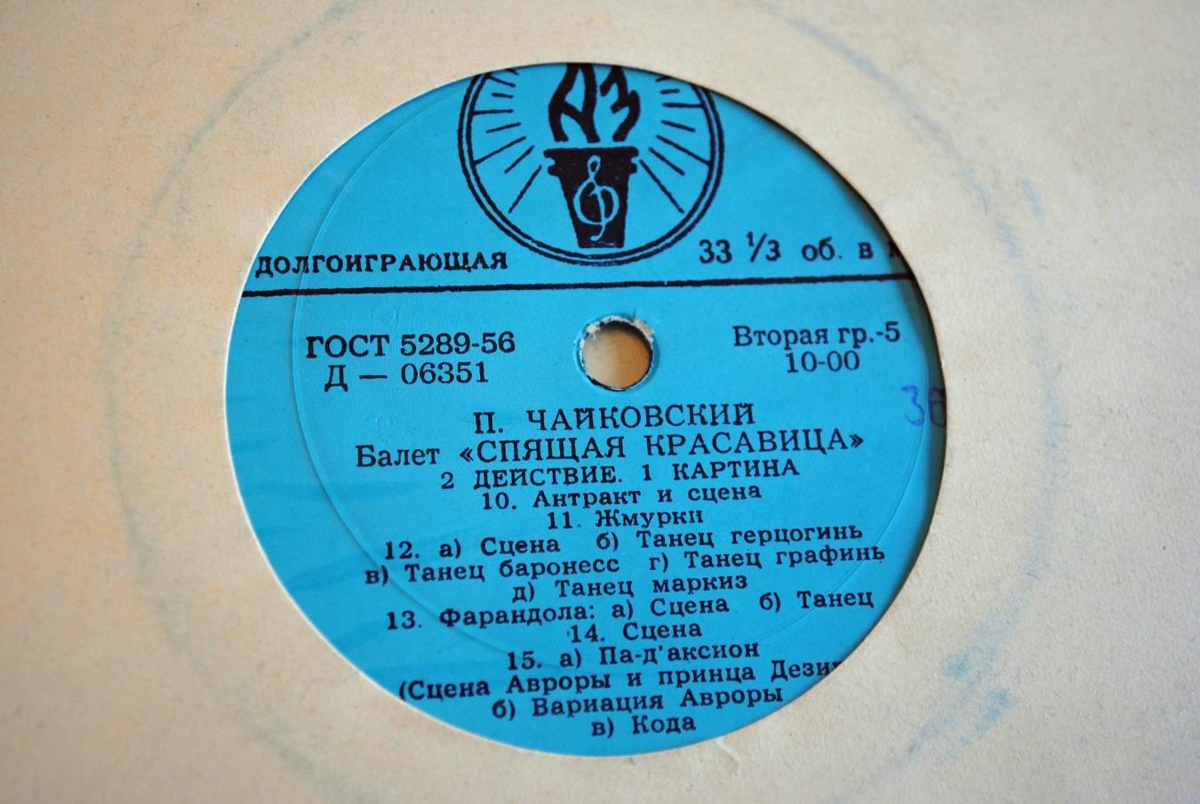 АЗ
ДОЛГОИГРАЮЩАЯ 33 ⅓ об. в
ГОСТ 5289-56 Вторая гр.-5
Д — 06351 10-00
П. ЧАЙКОВСКИЙ
Балет «СПЯЩАЯ КРАСАВИЦА»
2 ДЕЙСТВИЕ. 1 КАРТИНА
10. Антракт и сцена
11. Жмурки
12. а) Сцена б) Танец герцогинь
в) Танец баронесс г) Танец графинь
д) Танец маркиз
13. Фарандола: а) Сцена б) Танец
14. Сцена
15. а) Па-д'аксион
(Сцена Авроры и принца
б) Вариация Авроры
в) Кода